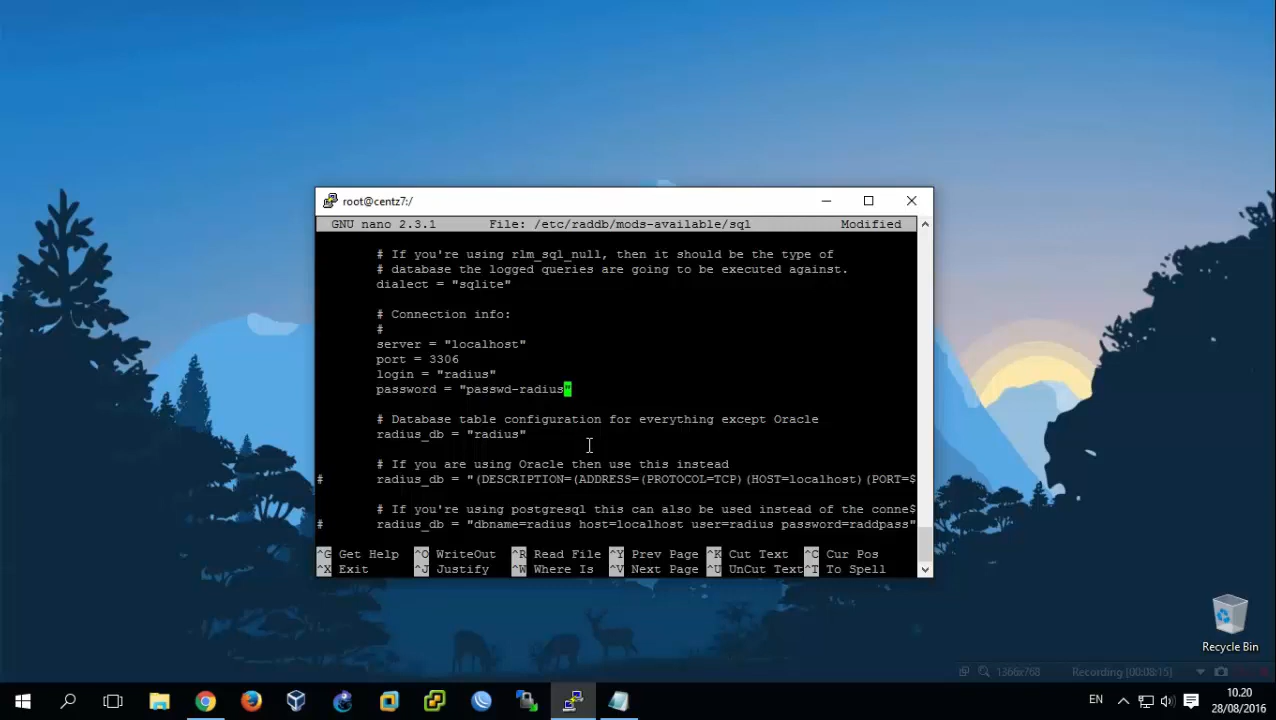 root@centz7:/
GNU nano 2.3.1 File: /etc/raddb/mods-available/sql Modified
# If you're using rlm_sql_null, then it should be the type of
# database the logged queries are going to be executed against.
dialect = "sqlite"
# Connection info:
#
server = "localhost"
port = 3306
login = "radius"
password = "passwd-radius"
# Database table configuration for everything except Oracle
radius_db = "radius"
# If you are using Oracle then use this instead
# radius_db = "(DESCRIPTION=(ADDRESS=(PROTOCOL=TCP)(HOST=localhost)(PORT=$
# If you're using postgresql this can also be used instead of the conne$
# radius_db = "dbname=radius host=localhost user=radius password=raddpass"
^G Get Help ^O WriteOut ^R Read File ^Y Prev Page ^K Cut Text ^C Cur Pos
^X Exit ^J Justify ^W Where Is ^V Next Page ^U UnCut Text ^T To Spell
Recycle Bin
1366x768 Recording [00:08:15]
EN
10.20
28/08/2016